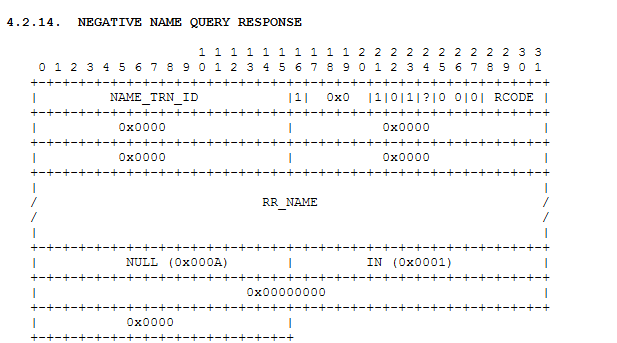 4.2.14.  NEGATIVE NAME QUERY RESPONSE
                     1 1 1 1 1 1 1 1 1 1 2 2 2 2 2 2 2 2 2 2 3 3
 0 1 2 3 4 5 6 7 8 9 0 1 2 3 4 5 6 7 8 9 0 1 2 3 4 5 6 7 8 9 0 1
+-+-+-+-+-+-+-+-+-+-+-+-+-+-+-+-+-+-+-+-+-+-+-+-+-+-+-+-+-+-+-+-+
|         NAME_TRN_ID           |1|  0x0  |1|0|1|?|0 0|0| RCODE |
+-+-+-+-+-+-+-+-+-+-+-+-+-+-+-+-+-+-+-+-+-+-+-+-+-+-+-+-+-+-+-+-+
|          0x0000               |           0x0000              |
+-+-+-+-+-+-+-+-+-+-+-+-+-+-+-+-+-+-+-+-+-+-+-+-+-+-+-+-+-+-+-+-+
|          0x0000               |           0x0000              |
+-+-+-+-+-+-+-+-+-+-+-+-+-+-+-+-+-+-+-+-+-+-+-+-+-+-+-+-+-+-+-+-+
|                                                               |
/                            RR_NAME                            /
/                                                               /
|                                                               |
+-+-+-+-+-+-+-+-+-+-+-+-+-+-+-+-+-+-+-+-+-+-+-+-+-+-+-+-+-+-+-+-+
|           NULL (0x000A)       |         IN (0x0001)           |
+-+-+-+-+-+-+-+-+-+-+-+-+-+-+-+-+-+-+-+-+-+-+-+-+-+-+-+-+-+-+-+-+
|                          0x00000000                           |
+-+-+-+-+-+-+-+-+-+-+-+-+-+-+-+-+-+-+-+-+-+-+-+-+-+-+-+-+-+-+-+-+
|           0x0000              |
+-+-+-+-+-+-+-+-+-+-+-+-+-+-+-+-+